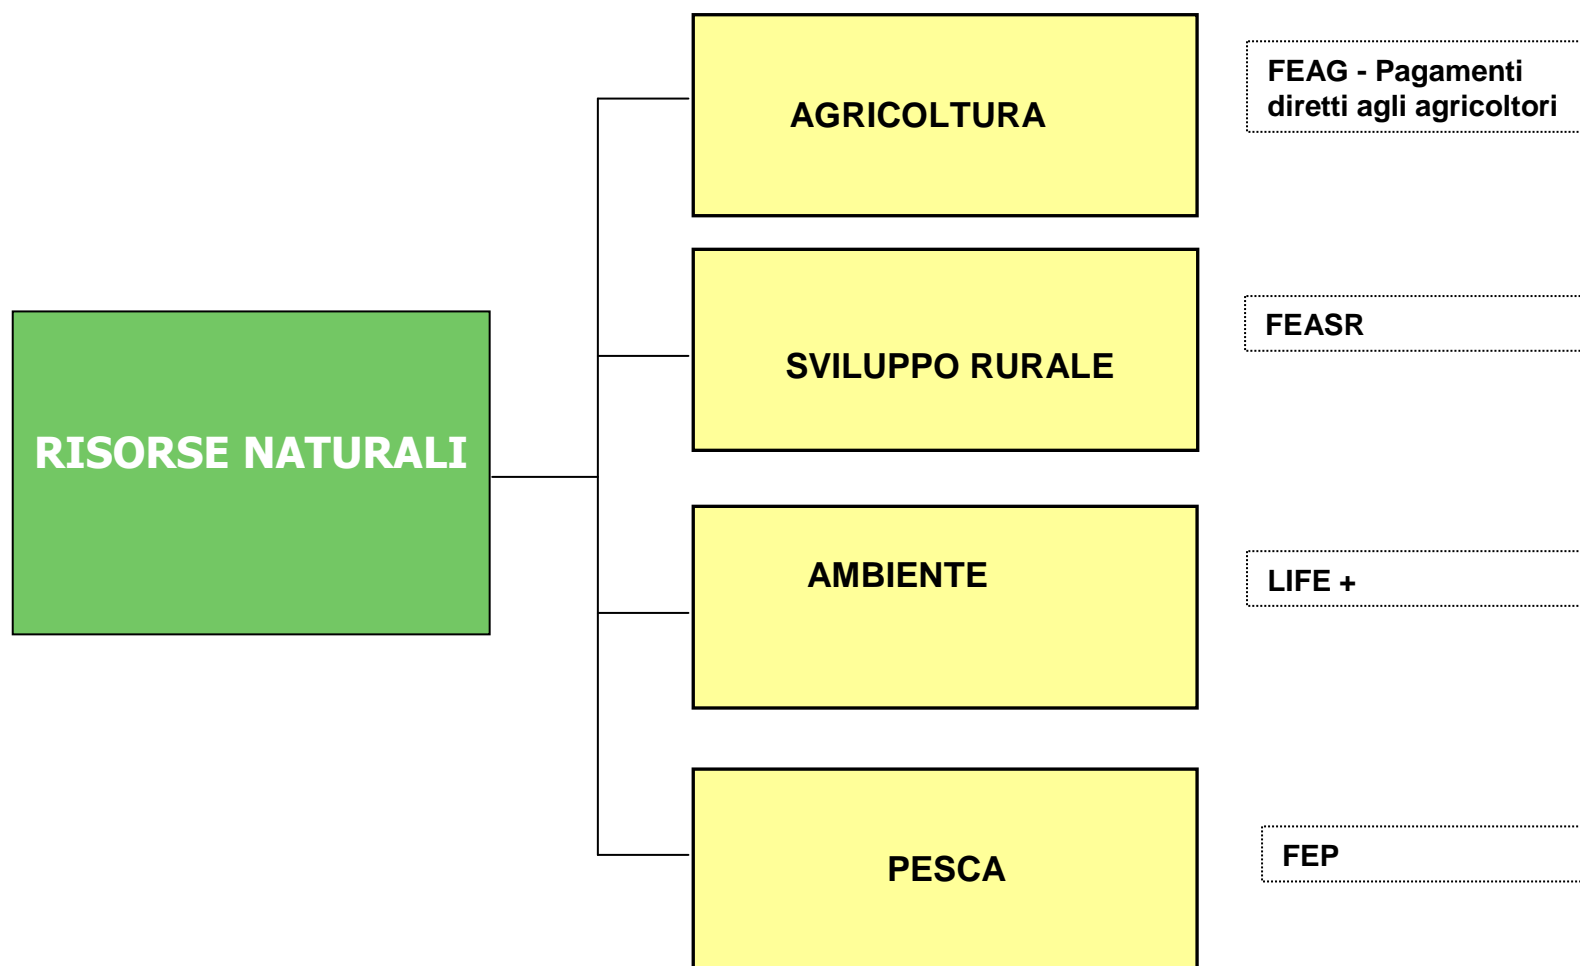 RISORSE NATURALI
AGRICOLTURA
FEAG - Pagamenti
diretti agli agricoltori
SVILUPPO RURALE
FEASR
AMBIENTE
LIFE +
PESCA
FEP